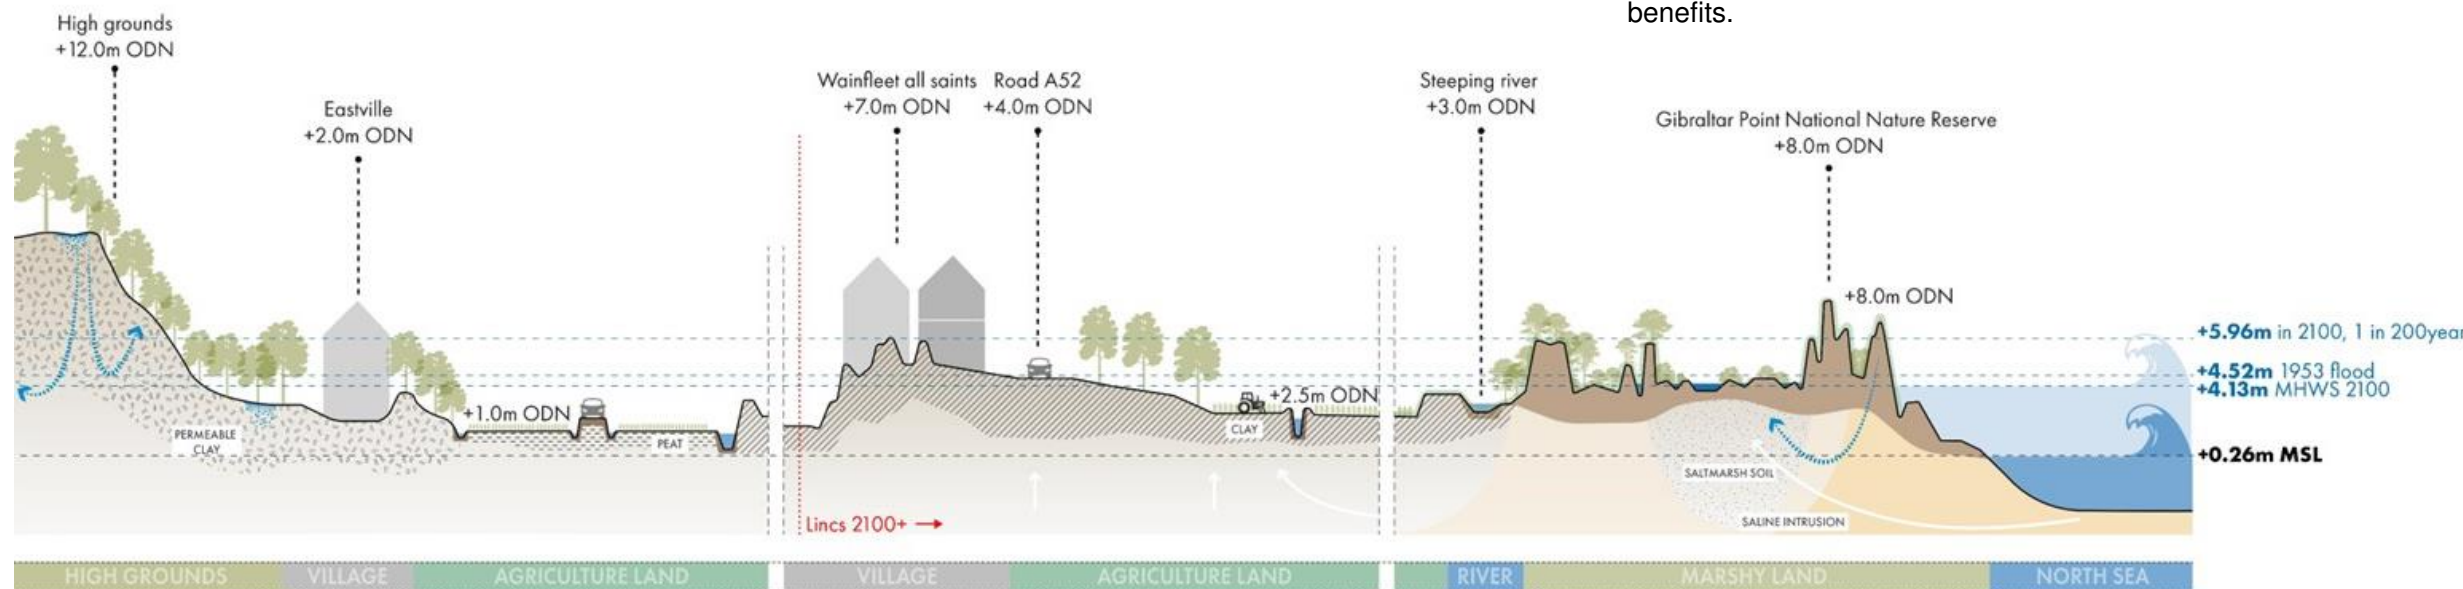 benefits.
High grounds
+12.0m ODN
Eastville
+2.0m ODN
Wainfleet all saints
+7.0m ODN
Road A52
+4.0m ODN
Steeping river
+3.0m ODN
Gibraltar Point National Nature Reserve
+8.0m ODN
+8.0m ODN
+5.96m in 2100, 1 in 200year
+4.52m 1953 flood
+4.13m MHWS 2100
+1.0m ODN
+2.5m ODN
PERMEABLE
CLAY
PEAT
CLAY
+0.26m MSL
SALTMARSH SOIL
SALINE INTRUSION
Lincs 2100+
HIGH GROUNDS
VILLAGE
AGRICULTURE LAND
VILLAGE
AGRICULTURE LAND
RIVER
MARSHY LAND
NORTH SEA